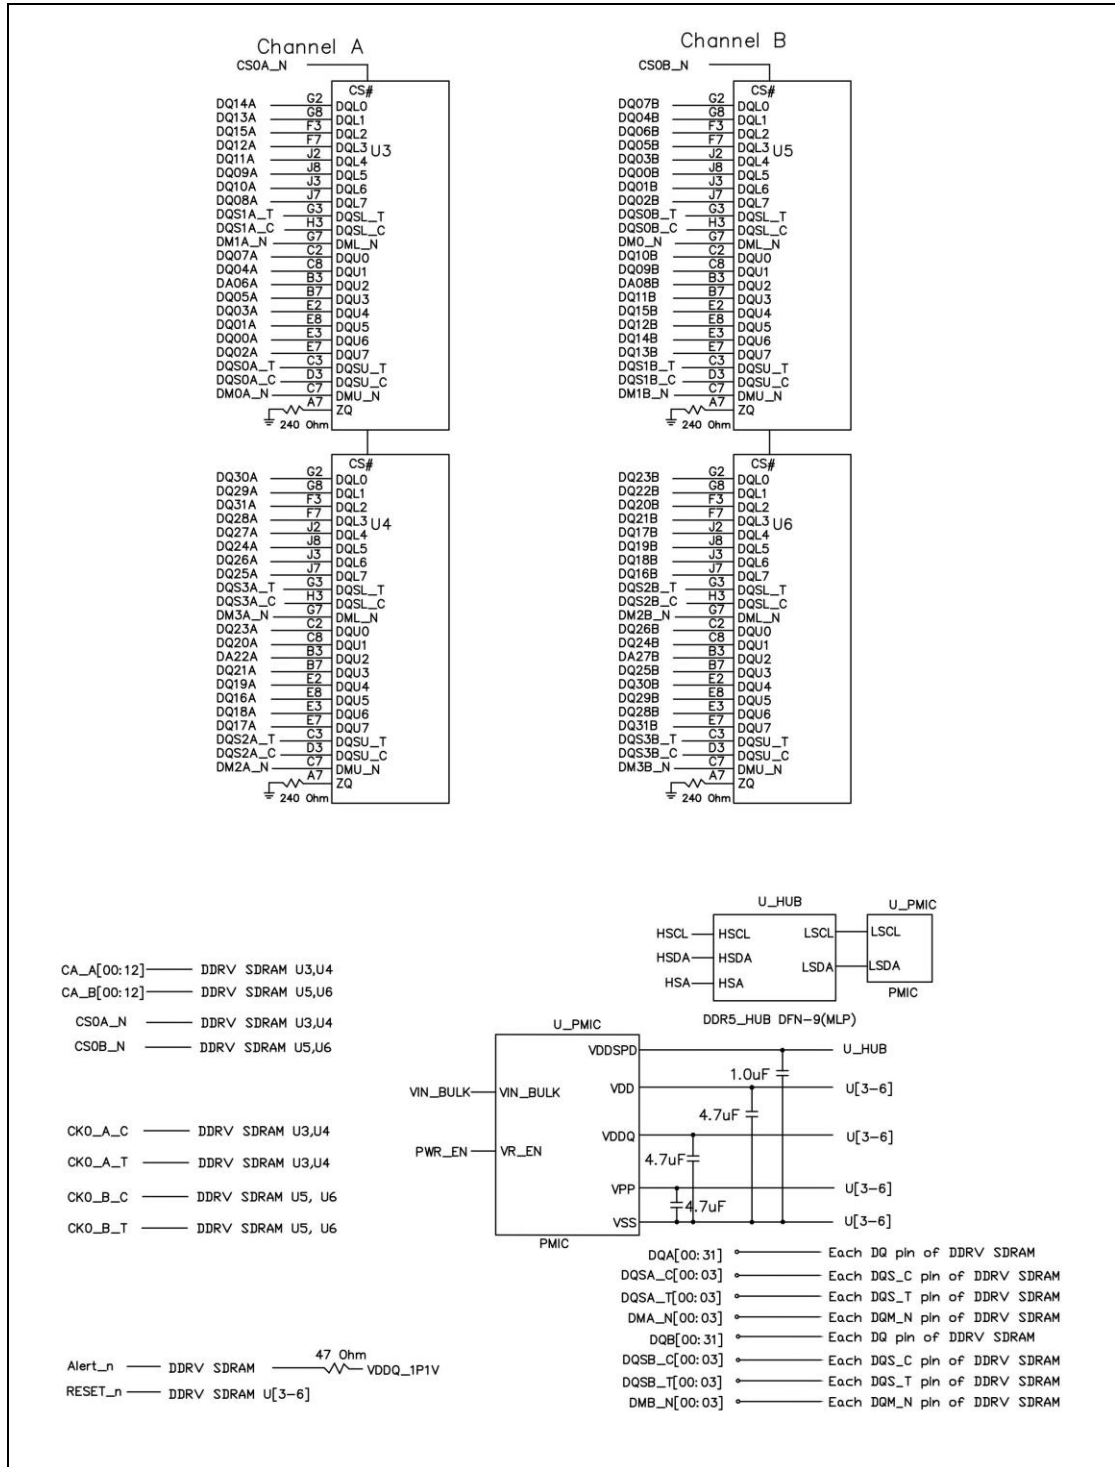 Channel A
CS0A_N
CS#
DQ14A G2 DQL0
DQ13A G8 DQL1
DQ15A F3 DQL2
DQ12A F7 DQL3 U3
DQ11A J2 DQL4
DQ09A J8 DQL5
DQ10A J3 DQL6
DQ08A J7 DQL7
DQS1A_T G3 DQSL_T
DQS1A_C H3 DQSL_C
DM1A_N G7 DML_N
DQ07A C2 DQU0
DQ04A C8 DQU1
DA06A B3 DQU2
DQ05A B7 DQU3
DQ03A E2 DQU4
DQ01A E8 DQU5
DQ00A E3 DQU6
DQ02A E7 DQU7
DQS0A_T C3 DQSU_T
DQS0A_C D3 DQSU_C
DM0A_N C7 DMU_N
A7 ZQ
240 Ohm
CS#
DQ30A G2 DQL0
DQ29A G8 DQL1
DQ31A F3 DQL2
DQ28A F7 DQL3 U4
DQ27A J2 DQL4
DQ24A J8 DQL5
DQ26A J3 DQL6
DQ25A J7 DQL7
DQS3A_T G3 DQSL_T
DQS3A_C H3 DQSL_C
DM3A_N G7 DML_N
DQ23A C2 DQU0
DQ20A C8 DQU1
DA22A B3 DQU2
DQ21A B7 DQU3
DQ19A E2 DQU4
DQ16A E8 DQU5
DQ18A E3 DQU6
DQ17A E7 DQU7
DQS2A_T C3 DQSU_T
DQS2A_C D3 DQSU_C
DM2A_N C7 DMU_N
A7 ZQ
240 Ohm
Channel B
CS0B_N
CS#
DQ07B G2 DQL0
DQ04B G8 DQL1
DQ06B F3 DQL2
DQ05B F7 DQL3 U5
DQ03B J2 DQL4
DQ00B J8 DQL5
DQ01B J3 DQL6
DQ02B J7 DQL7
DQS0B_T G3 DQSL_T
DQS0B_C H3 DQSL_C
DM0_N G7 DML_N
DQ10B C2 DQU0
DQ09B C8 DQU1
DA08B B3 DQU2
DQ11B B7 DQU3
DQ15B E2 DQU4
DQ12B E8 DQU5
DQ14B E3 DQU6
DQ13B E7 DQU7
DQS1B_T C3 DQSU_T
DQS1B_C D3 DQSU_C
DM1B_N C7 DMU_N
A7 ZQ
240 Ohm
CS#
DQ23B G2 DQL0
DQ22B G8 DQL1
DQ20B F3 DQL2
DQ21B F7 DQL3 U6
DQ17B J2 DQL4
DQ19B J8 DQL5
DQ18B J3 DQL6
DQ16B J7 DQL7
DQS2B_T G3 DQSL_T
DQS2B_C H3 DQSL_C
DM2B_N G7 DML_N
DQ26B C2 DQU0
DQ24B C8 DQU1
DA27B B3 DQU2
DQ25B B7 DQU3
DQ30B E2 DQU4
DQ29B E8 DQU5
DQ28B E3 DQU6
DQ31B E7 DQU7
DQS3B_T C3 DQSU_T
DQS3B_C D3 DQSU_C
DM3B_N C7 DMU_N
A7 ZQ
240 Ohm
U_HUB U_PMIC
HSCL HSCL LSCL LSCL
HSDA HSDA LSDA LSDA
HSA HSA PMIC
DDR5_HUB DFN-9(MLP)
CA_A[00:12] DDRV SDRAM U3,U4
CA_B[00:12] DDRV SDRAM U5,U6
CS0A_N DDRV SDRAM U3,U4
CS0B_N DDRV SDRAM U5,U6
CK0_A_C DDRV SDRAM U3,U4
CK0_A_T DDRV SDRAM U3,U4
CK0_B_C DDRV SDRAM U5, U6
CK0_B_T DDRV SDRAM U5, U6
U_PMIC
VDDSPD U_HUB
1.0uF
VIN_BULK VIN_BULK VDD U[3-6]
4.7uF
VDDQ U[3-6]
PWR_EN VR_EN
4.7uF
VPP U[3-6]
4.7uF
VSS U[3-6]
PMIC
DQA[00:31] Each DQ pin of DDRV SDRAM
DQSA_C[00:03] Each DQS_C pin of DDRV SDRAM
DQSA_T[00:03] Each DQS_T pin of DDRV SDRAM
DMA_N[00:03] Each DQM_N pin of DDRV SDRAM
DQB[00:31] Each DQ pin of DDRV SDRAM
DQSB_C[00:03] Each DQS_C pin of DDRV SDRAM
DQSB_T[00:03] Each DQS_T pin of DDRV SDRAM
DMB_N[00:03] Each DQM_N pin of DDRV SDRAM
47 Ohm
Alert_n DDRV SDRAM VDDQ_1P1V
RESET_n DDRV SDRAM U[3-6]